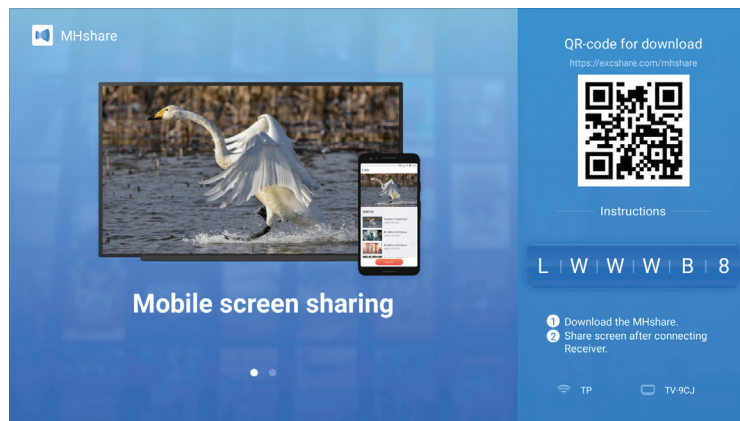 MHshare
Mobile screen sharing
QR-code for download
https://excshare.com/mhshare
Instructions
L W W W B 8
1 Download the MHshare.
2 Share screen after connecting
Receiver.
TP
TV-9CJ